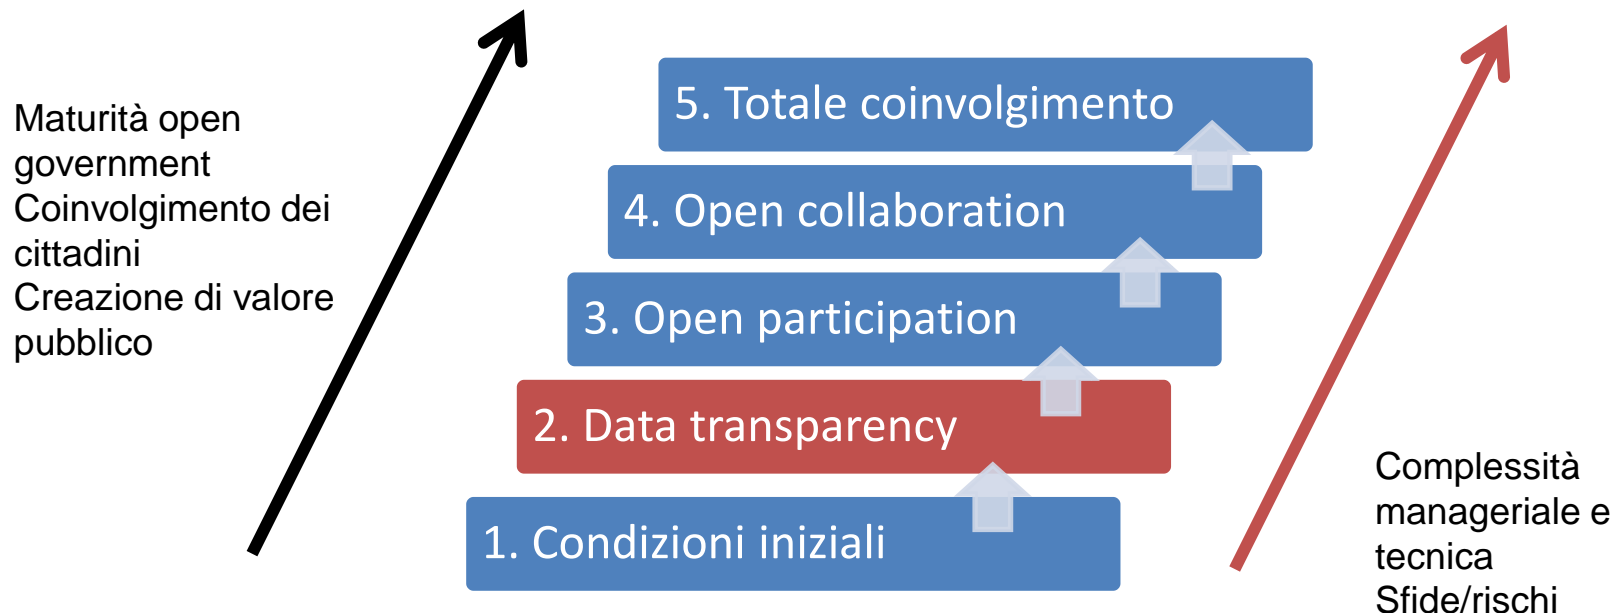 Maturità open
government
Coinvolgimento dei
cittadini
Creazione di valore
pubblico
5. Totale coinvolgimento
4. Open collaboration
3. Open participation
2. Data transparency
1. Condizioni iniziali
Complessità
manageriale e
tecnica
Sfide/rischi